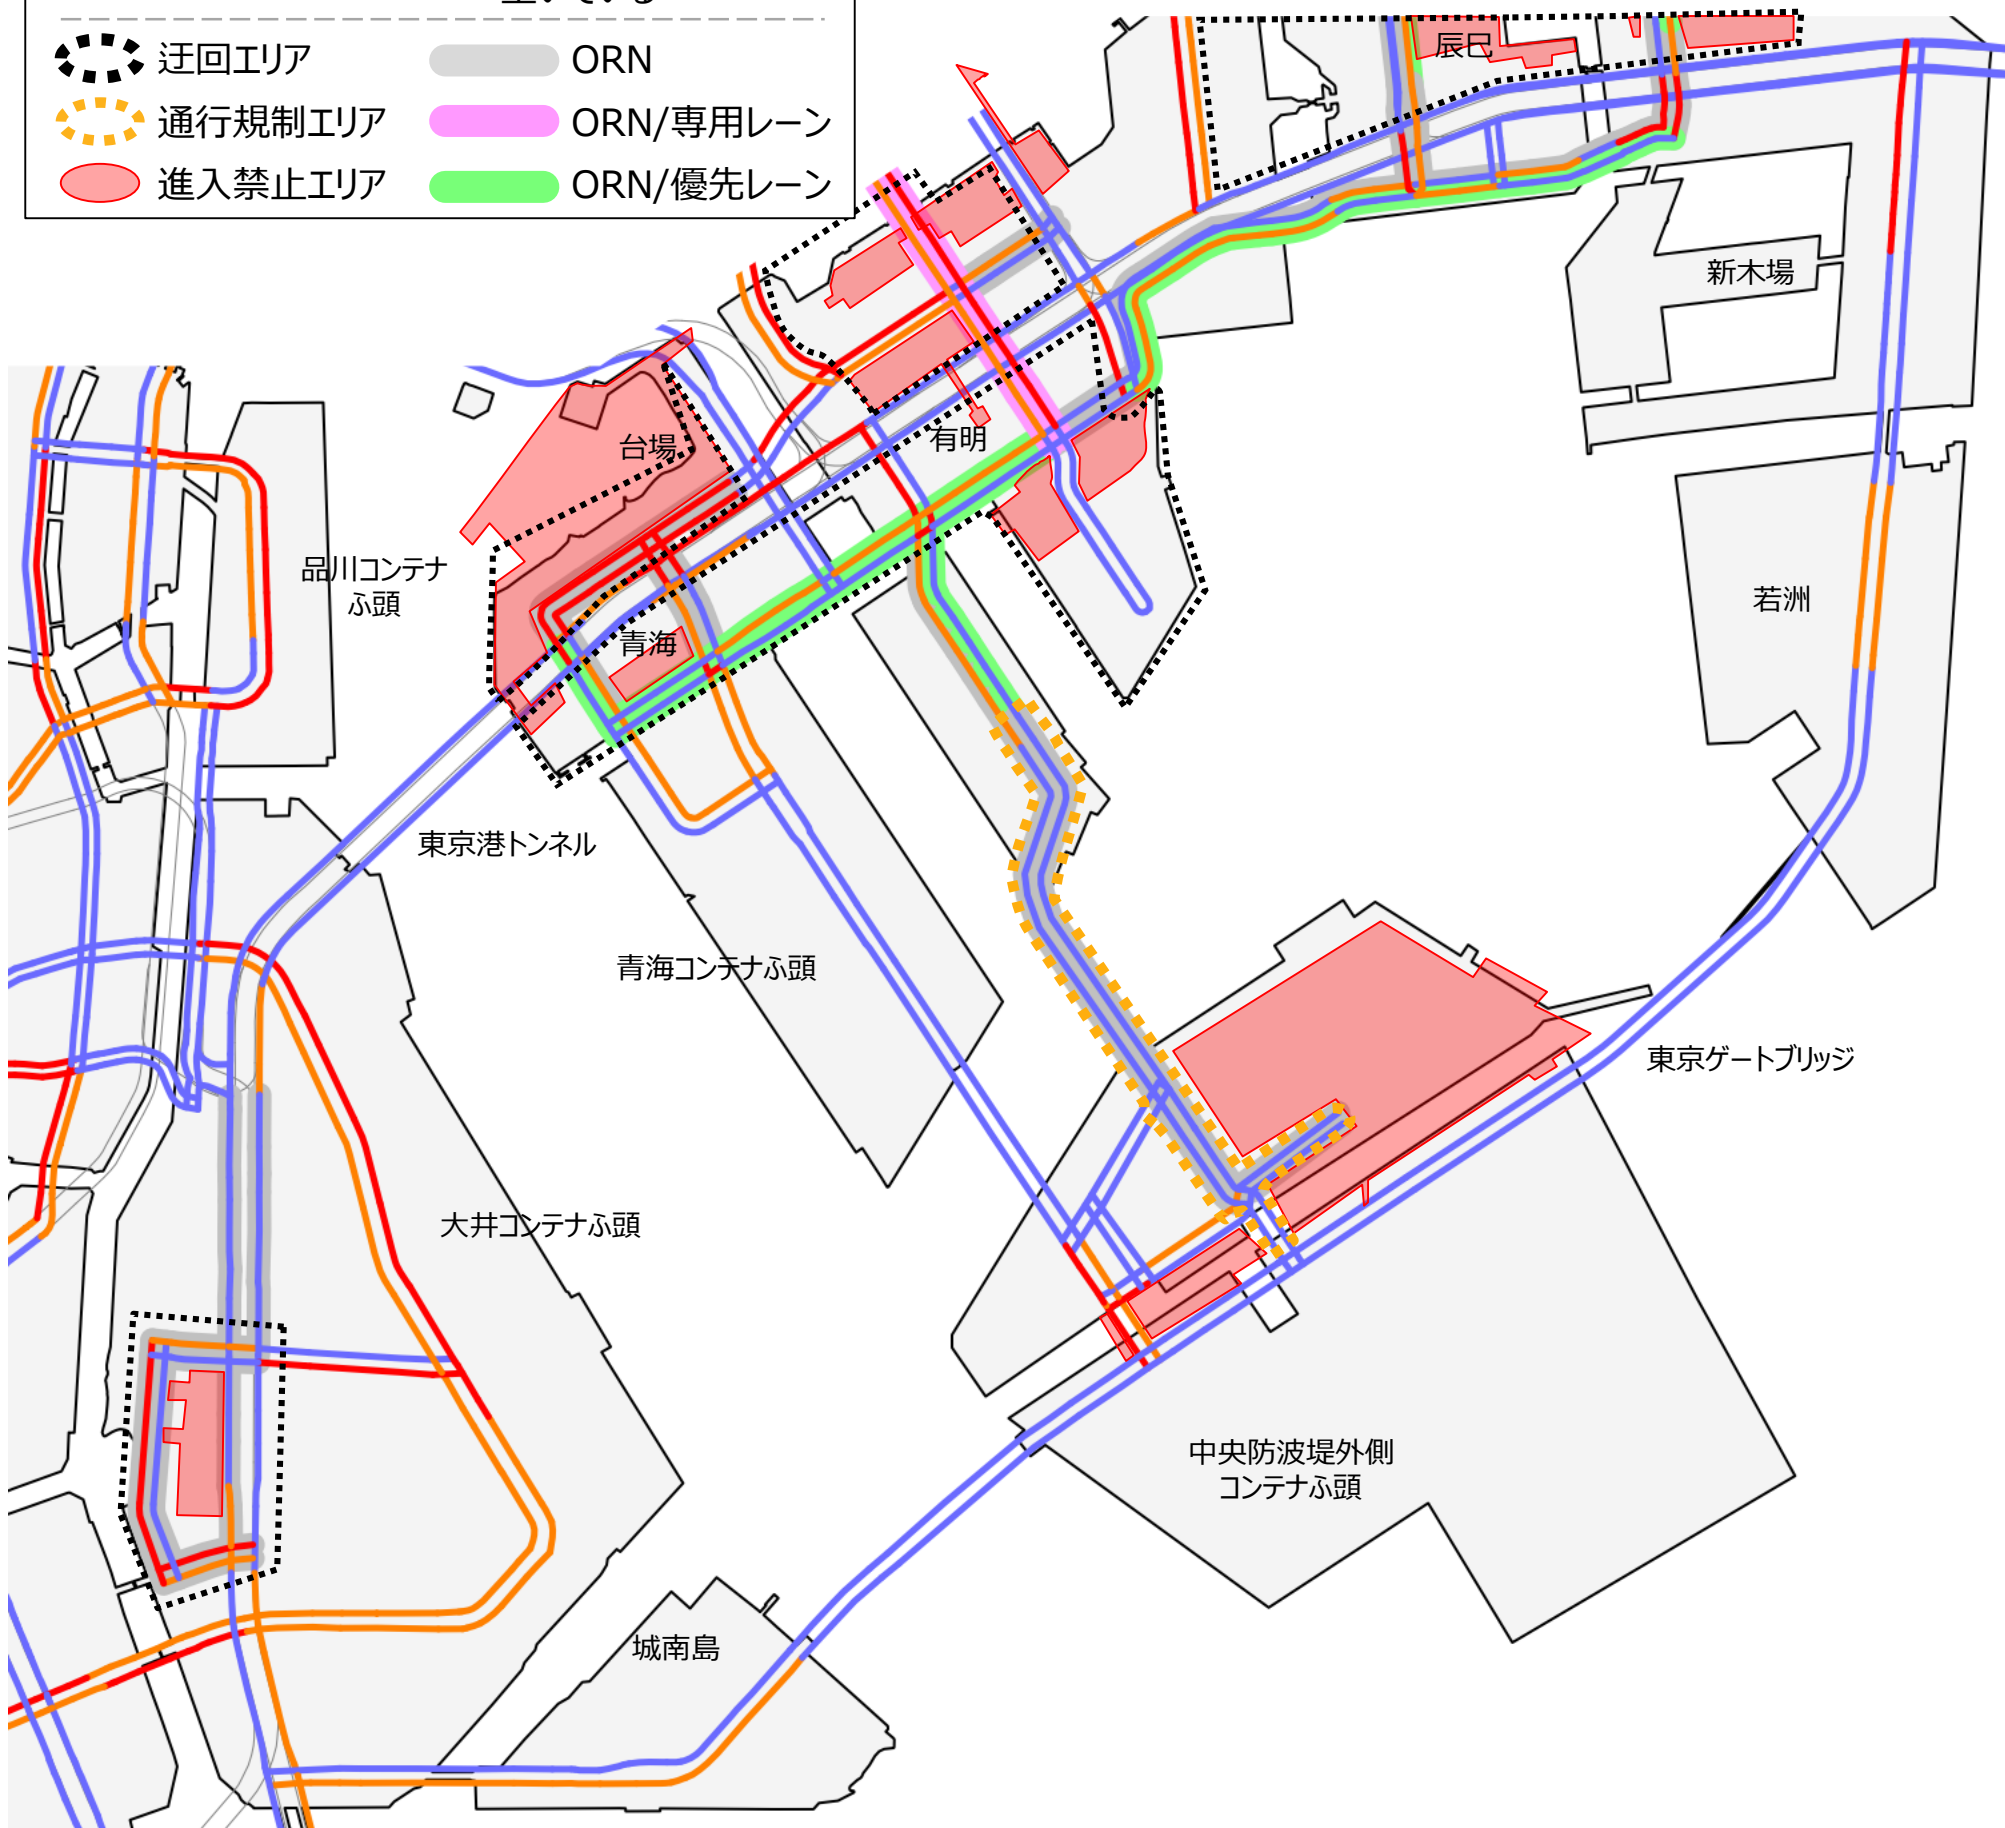 空いている
迂回エリア
ORN
通行規制エリア
ORN/専用レーン
進入禁止エリア
ORN/優先レーン
辰巳
新木場
台場
有明
品川コンテナ
ふ頭
若洲
青海
東京港トンネル
青海コンテナふ頭
東京ゲートブリッジ
大井コンテナふ頭
中央防波堤外側
コンテナふ頭
城南島